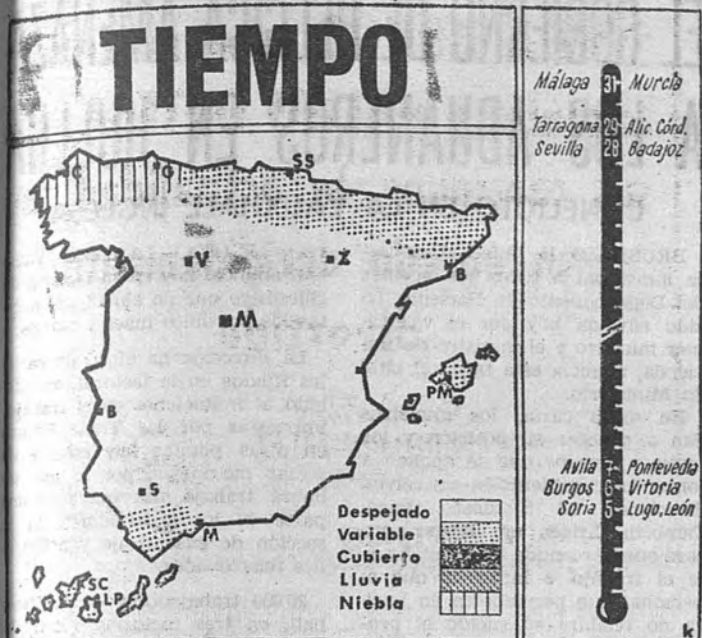 TIEMPO
Málaga 31 Murcia
Tarragona 29 Alic. Córd.
Sevilla 28 Badajoz
C
O
SS
V
Z
B
M
PM
B
S
M
SC
LP
Avila 7 Pontevedra
Burgos 6 Vitoria
Soria 5 Lugo, León
Despejado
Variable
Cubierto
Lluvia
Niebla
K